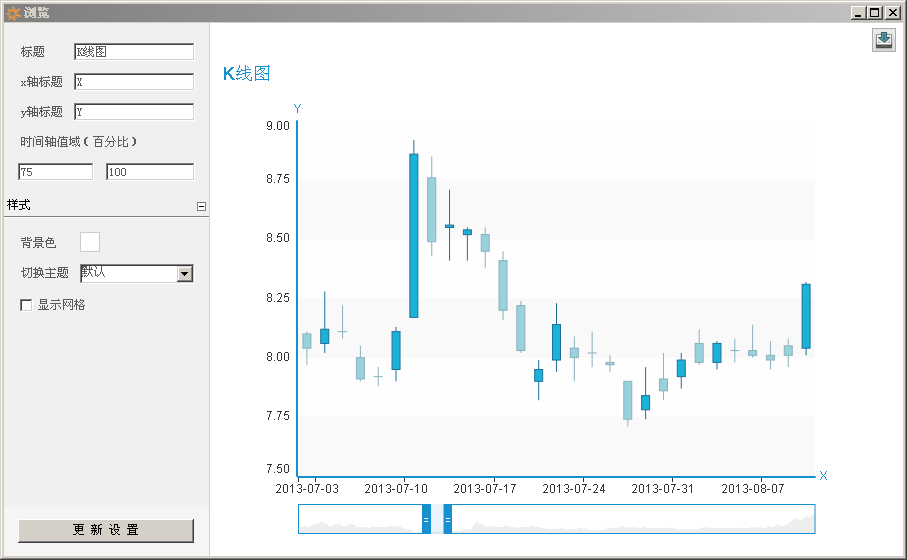 浏览
标题 K线图
x轴标题 X
y轴标题 Y
时间轴值域（百分比）
75 100
样式
背景色
切换主题 默认
显示网格
更新设置
K线图
Y
9.00
8.75
8.50
8.25
8.00
7.75
7.50
X
2013-07-03 2013-07-10 2013-07-17 2013-07-24 2013-07-31 2013-08-07